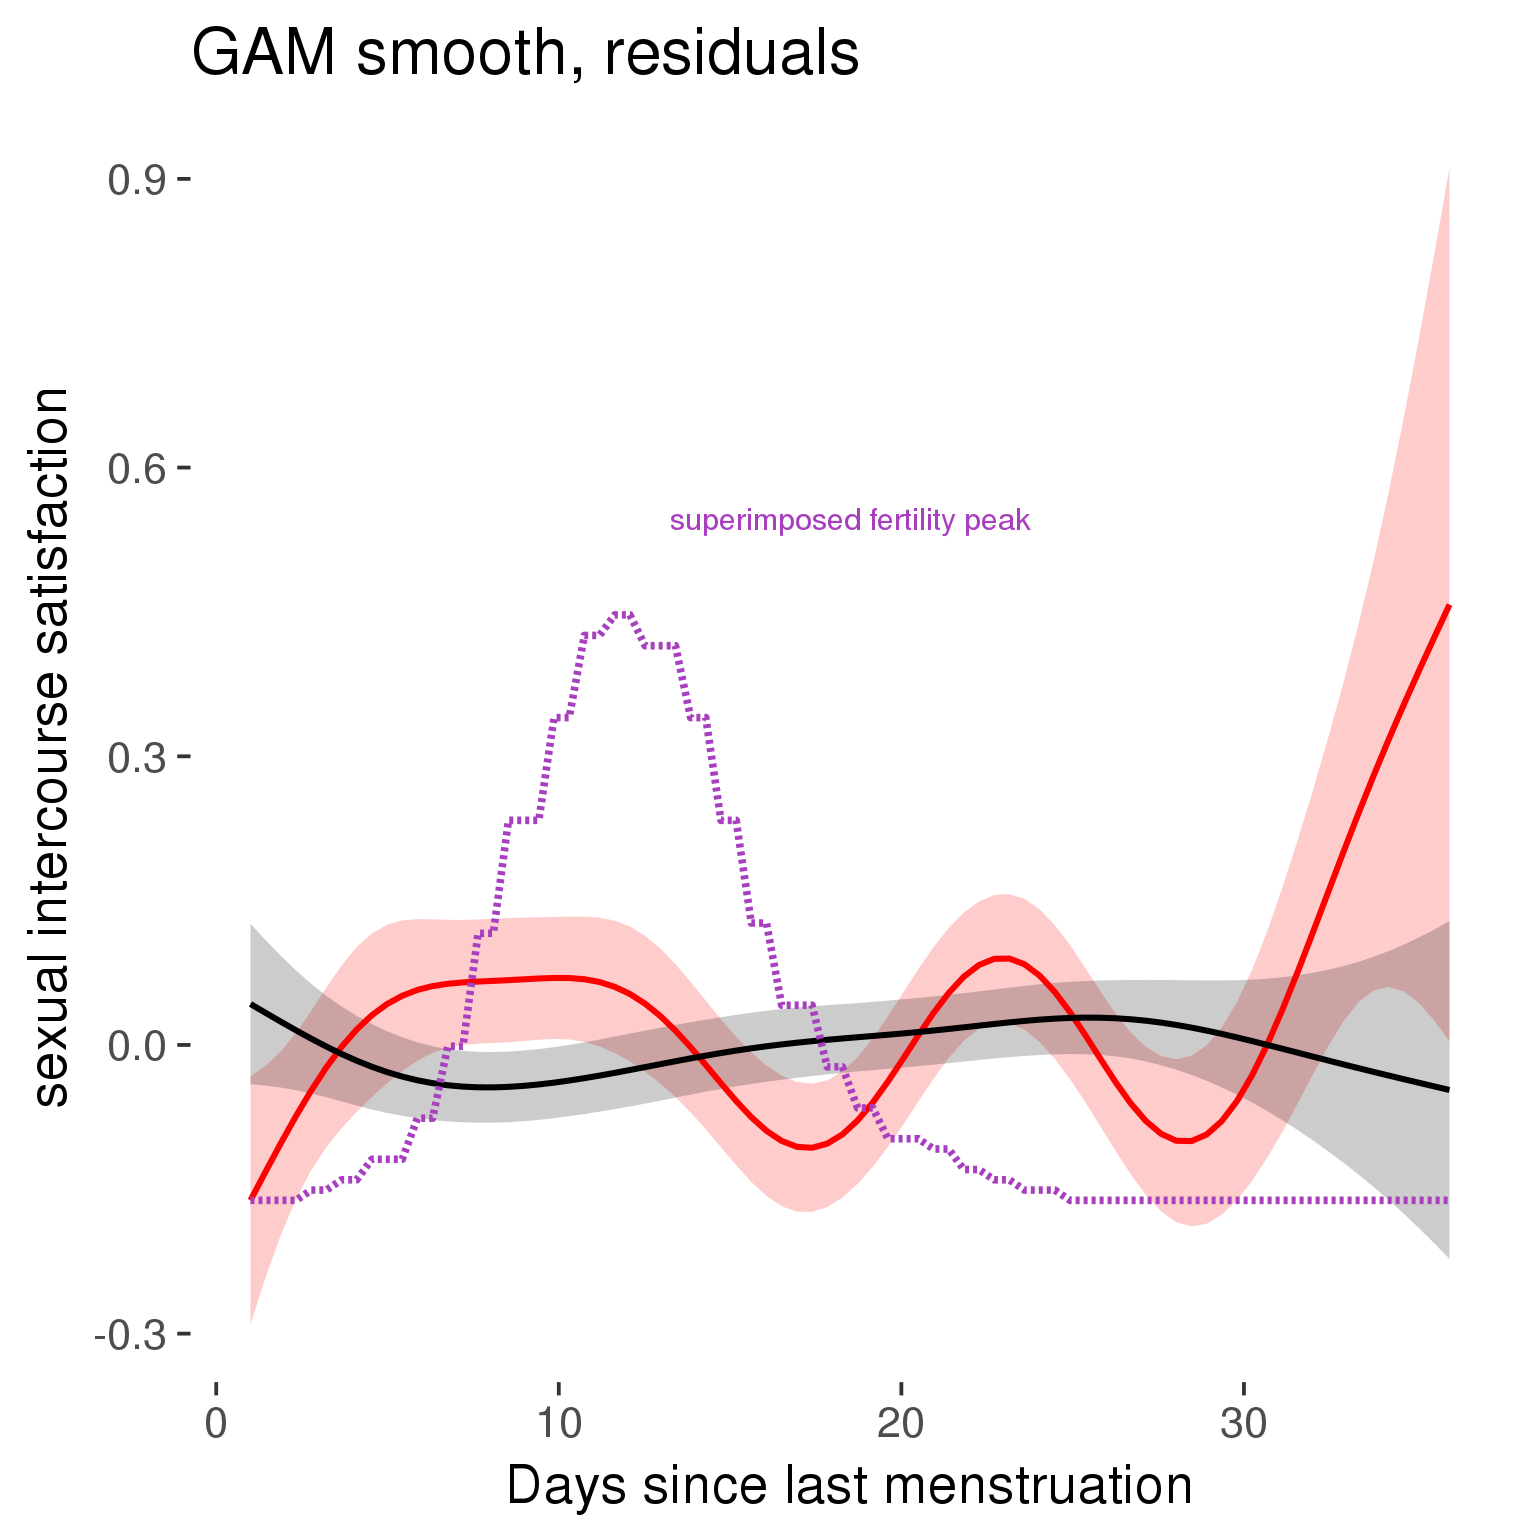 GAM smooth, residuals
0.9
0.6
0.3
0.0
-0.3
sexual intercourse satisfaction
superimposed fertility peak
0 10 20 30
Days since last menstruation